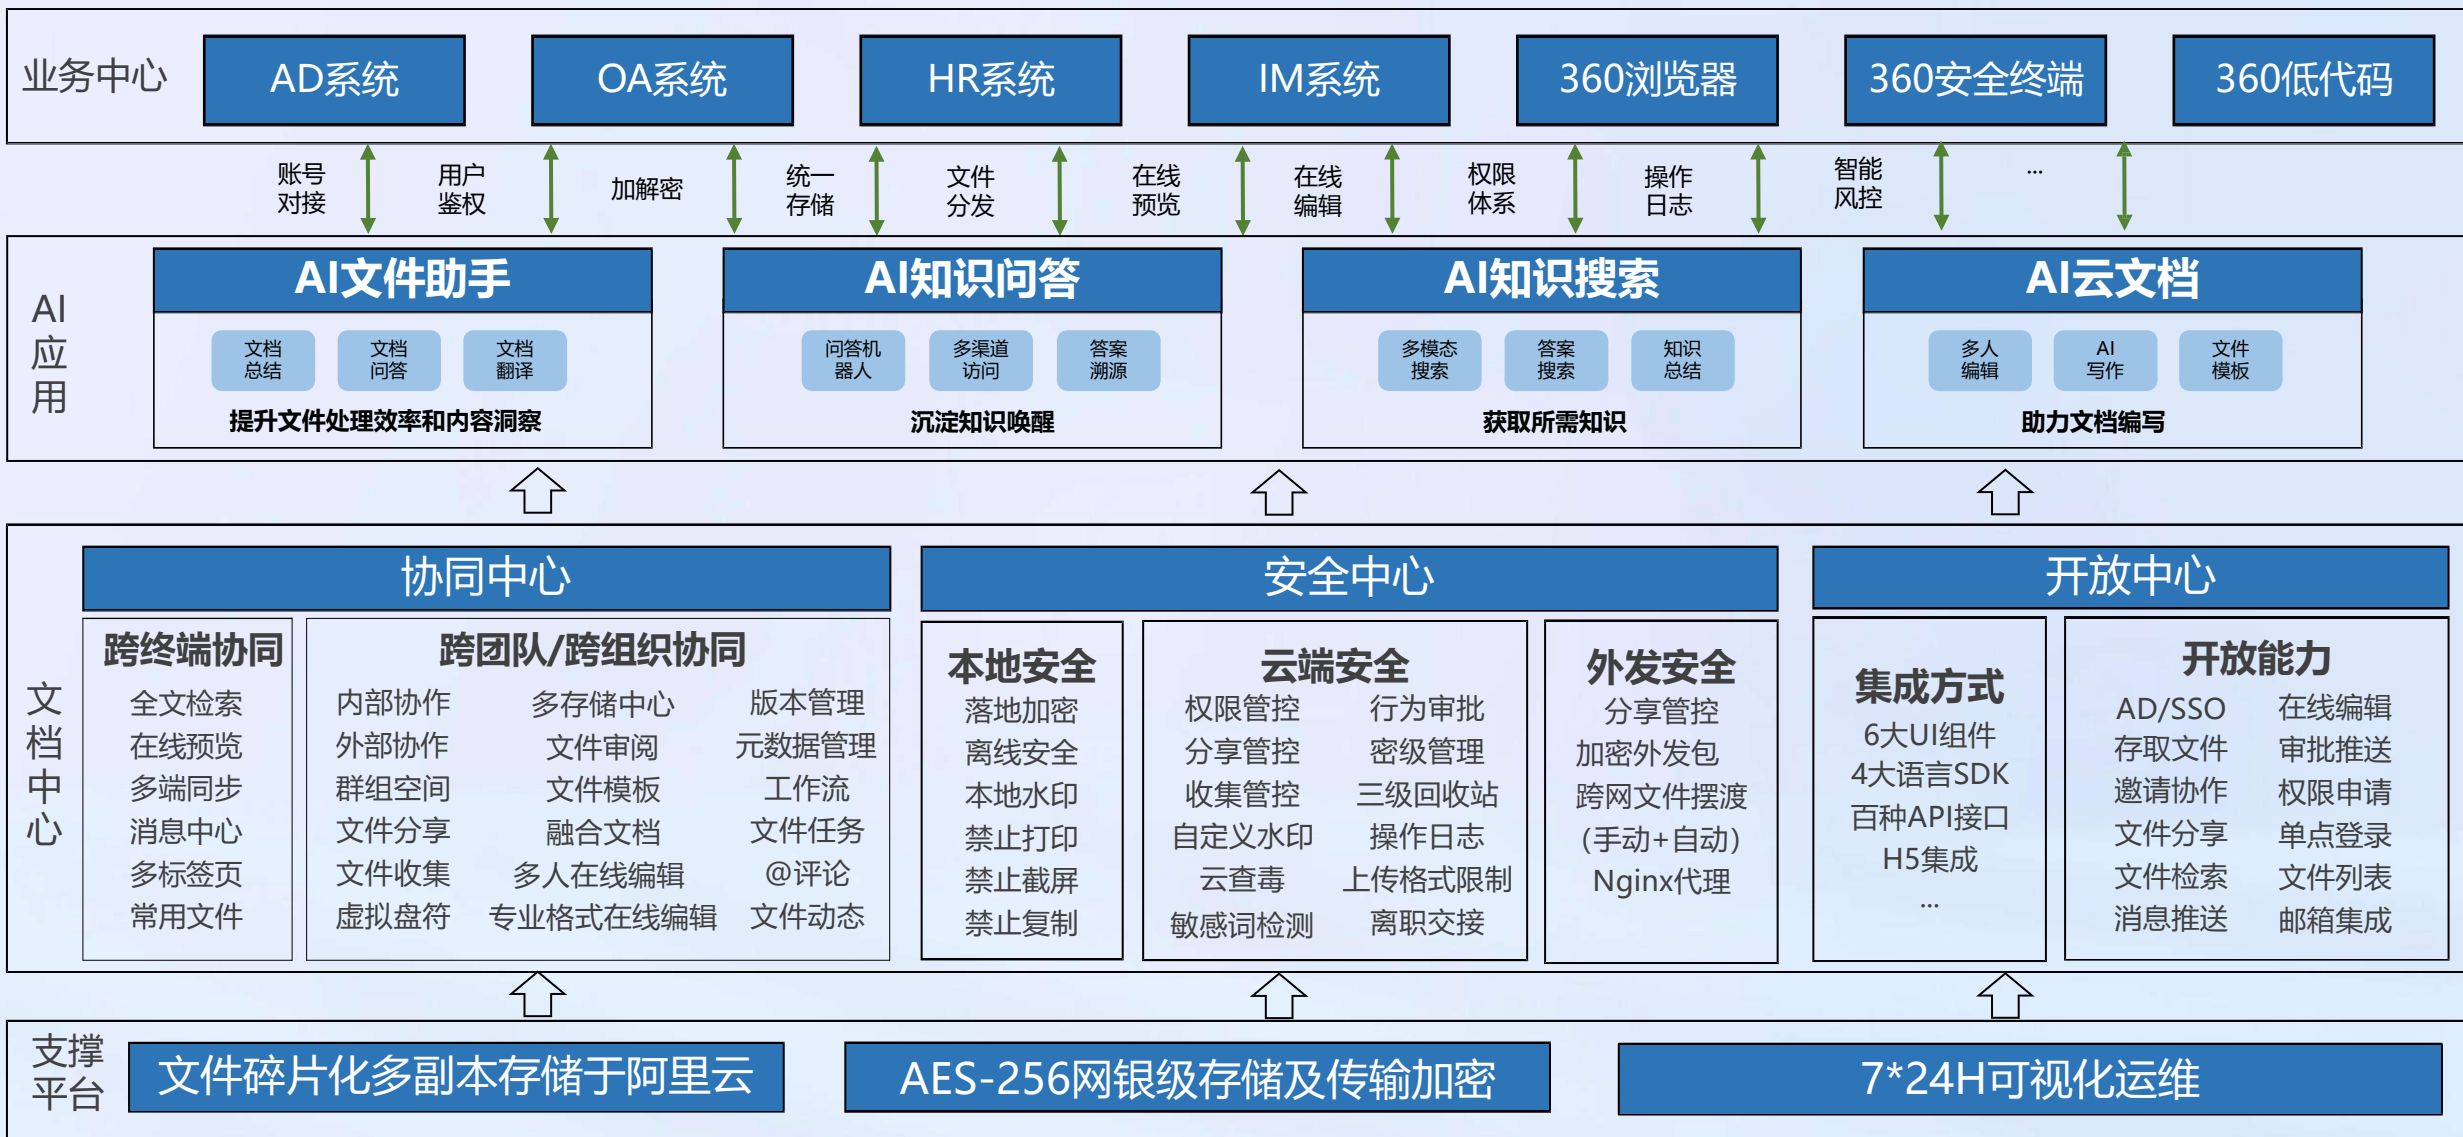 业务中心
AD系统
OA系统
HR系统
IM系统
360浏览器
360安全终端
360低代码
账号
对接
用户
鉴权
加解密
统一
存储
文件
分发
在线
预览
在线
编辑
权限
体系
操作
日志
智能
风控
...
AI
应
用
AI文件助手
文档
总结
文档
问答
文档
翻译
提升文件处理效率和内容洞察
AI知识问答
问答机
器人
多渠道
访问
答案
溯源
沉淀知识唤醒
AI知识搜索
多模态
搜索
答案
搜索
知识
总结
获取所需知识
AI云文档
多人
编辑
AI
写作
文件
模板
助力文档编写
文
档
中
心
协同中心
跨终端协同
全文检索
在线预览
多端同步
消息中心
多标签页
常用文件
跨团队/跨组织协同
内部协作
外部协作
群组空间
文件分享
文件收集
虚拟盘符
多存储中心
文件审阅
文件模板
融合文档
多人在线编辑
专业格式在线编辑
版本管理
元数据管理
工作流
文件任务
@评论
文件动态
安全中心
本地安全
落地加密
离线安全
本地水印
禁止打印
禁止截屏
禁止复制
云端安全
权限管控
分享管控
收集管控
自定义水印
云查毒
敏感词检测
行为审批
密级管理
三级回收站
操作日志
上传格式限制
离职交接
外发安全
分享管控
加密外发包
跨网文件摆渡
(手动+自动)
Nginx代理
开放中心
集成方式
6大UI组件
4大语言SDK
百种API接口
H5集成
...
开放能力
AD/SSO
存取文件
邀请协作
文件分享
文件检索
消息推送
在线编辑
审批推送
权限申请
单点登录
文件列表
邮箱集成
支撑
平台
文件碎片化多副本存储于阿里云
AES-256网银级存储及传输加密
7*24H可视化运维